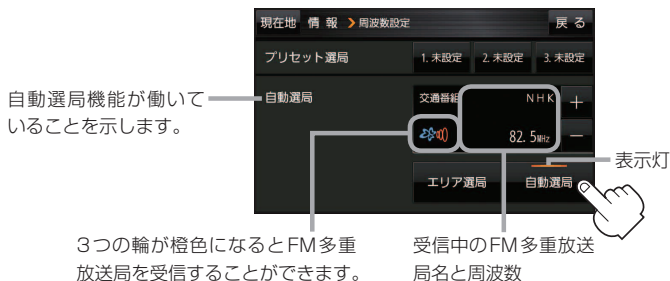 現在地 情報 > 周波数設定 戻る
プリセット選局 1. 未設定 2. 未設定 3. 未設定
自動選局機能が働いて
いることを示します。
自動選局 交通番組 NHK +
82.5MHz −
表示灯
エリア選局 自動選局
3つの輪が橙色になるとFM多重
放送局を受信することができます。
受信中のFM多重放送
局名と周波数